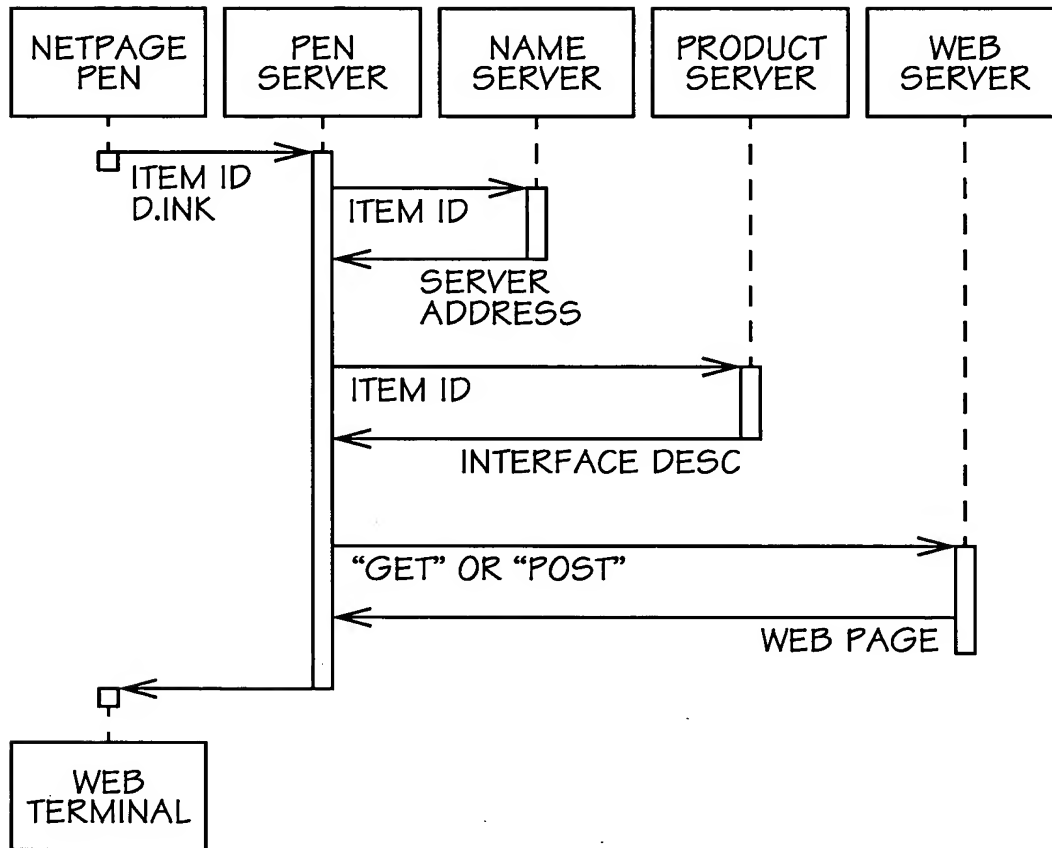 NETPAGE
PEN
PEN
SERVER
NAME
SERVER
PRODUCT
SERVER
WEB
SERVER
ITEM ID
D.INK
ITEM ID
SERVER
ADDRESS
ITEM ID
INTERFACE DESC
“GET” OR “POST”
WEB PAGE
WEB
TERMINAL